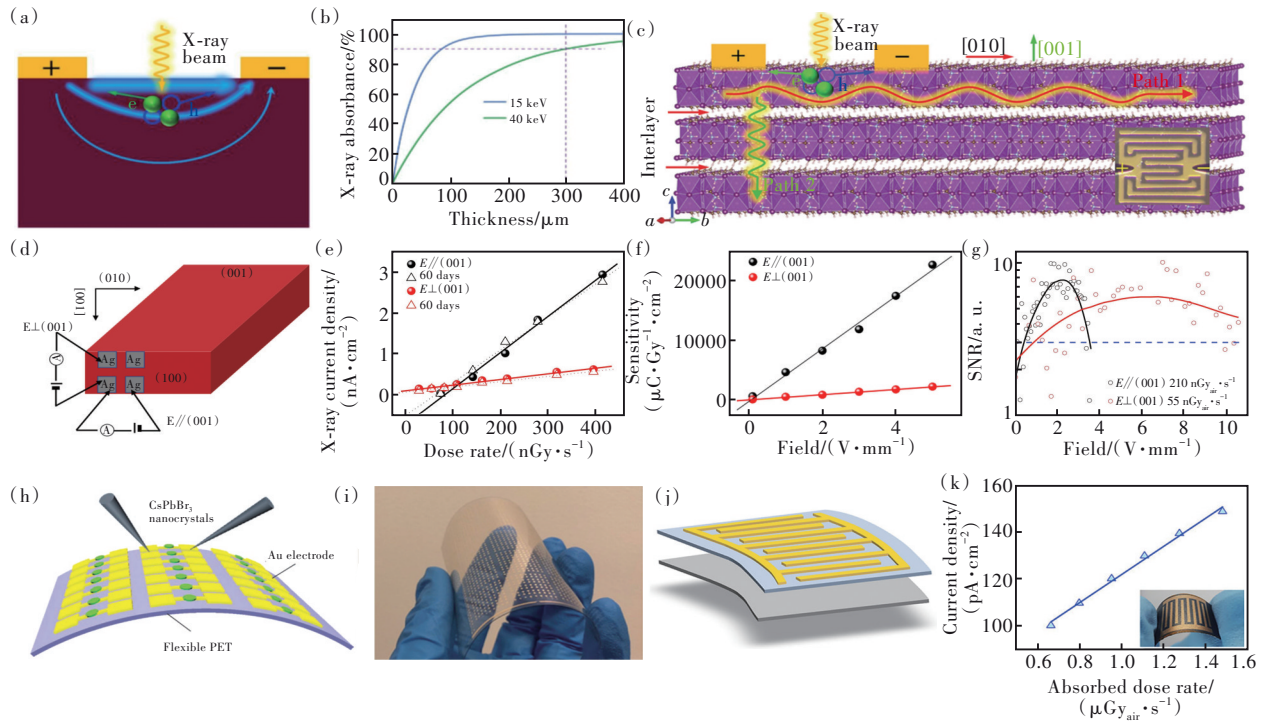 (a)
X-ray
beam
+
−
e
h
(b)
X-ray absorbance/%
100
80
60
40
20
0
15 keV
40 keV
0
100
200
300
400
Thickness/μm
(c)
X-ray
beam
+
−
h
[010]
[001]
Path 1
Path 2
Interlayer
c
a
b
(d)
(010)
[100]
(001)
E⊥(001)
Ag
Ag
Ag
Ag
(100)
A
A
E//(001)
(e)
X-ray current density/
(nA·cm⁻²)
3
2
1
0
E//(001)
60 days
E⊥(001)
60 days
0
100
200
300
400
Dose rate/(nGy·s⁻¹)
(f)
Sensitivity/
(μC·Gy⁻¹·cm⁻²)
20000
10000
0
E//(001)
E⊥(001)
0
2
4
Field/(V·mm⁻¹)
(g)
SNR/a. u.
10
1
E//(001) 210 nGyair·s⁻¹
E⊥(001) 55 nGyair·s⁻¹
0
2
4
6
8
10
Field/(V·mm⁻¹)
(h)
CsPbBr₃
nanocrystals
Au electrode
Flexible PET
(i)
(j)
(k)
Current density/
(pA·cm⁻²)
160
140
120
100
0.6
0.8
1.0
1.2
1.4
1.6
Absorbed dose rate/
(μGyair·s⁻¹)